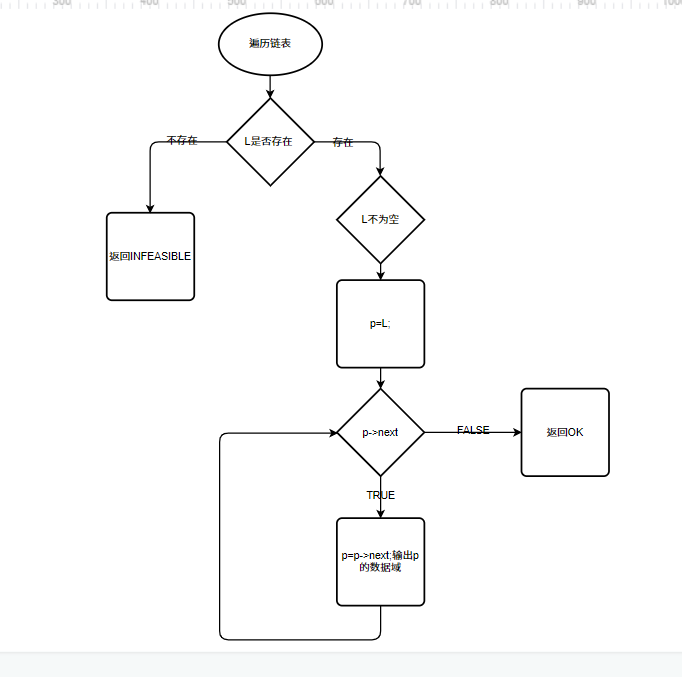 300 400 500 600 700 800 900 1000
遍历链表
L是否存在
不存在
存在
L不为空
返回INFEASIBLE
p=L;
p->next
FALSE
返回OK
TRUE
p=p->next;输出p
的数据域